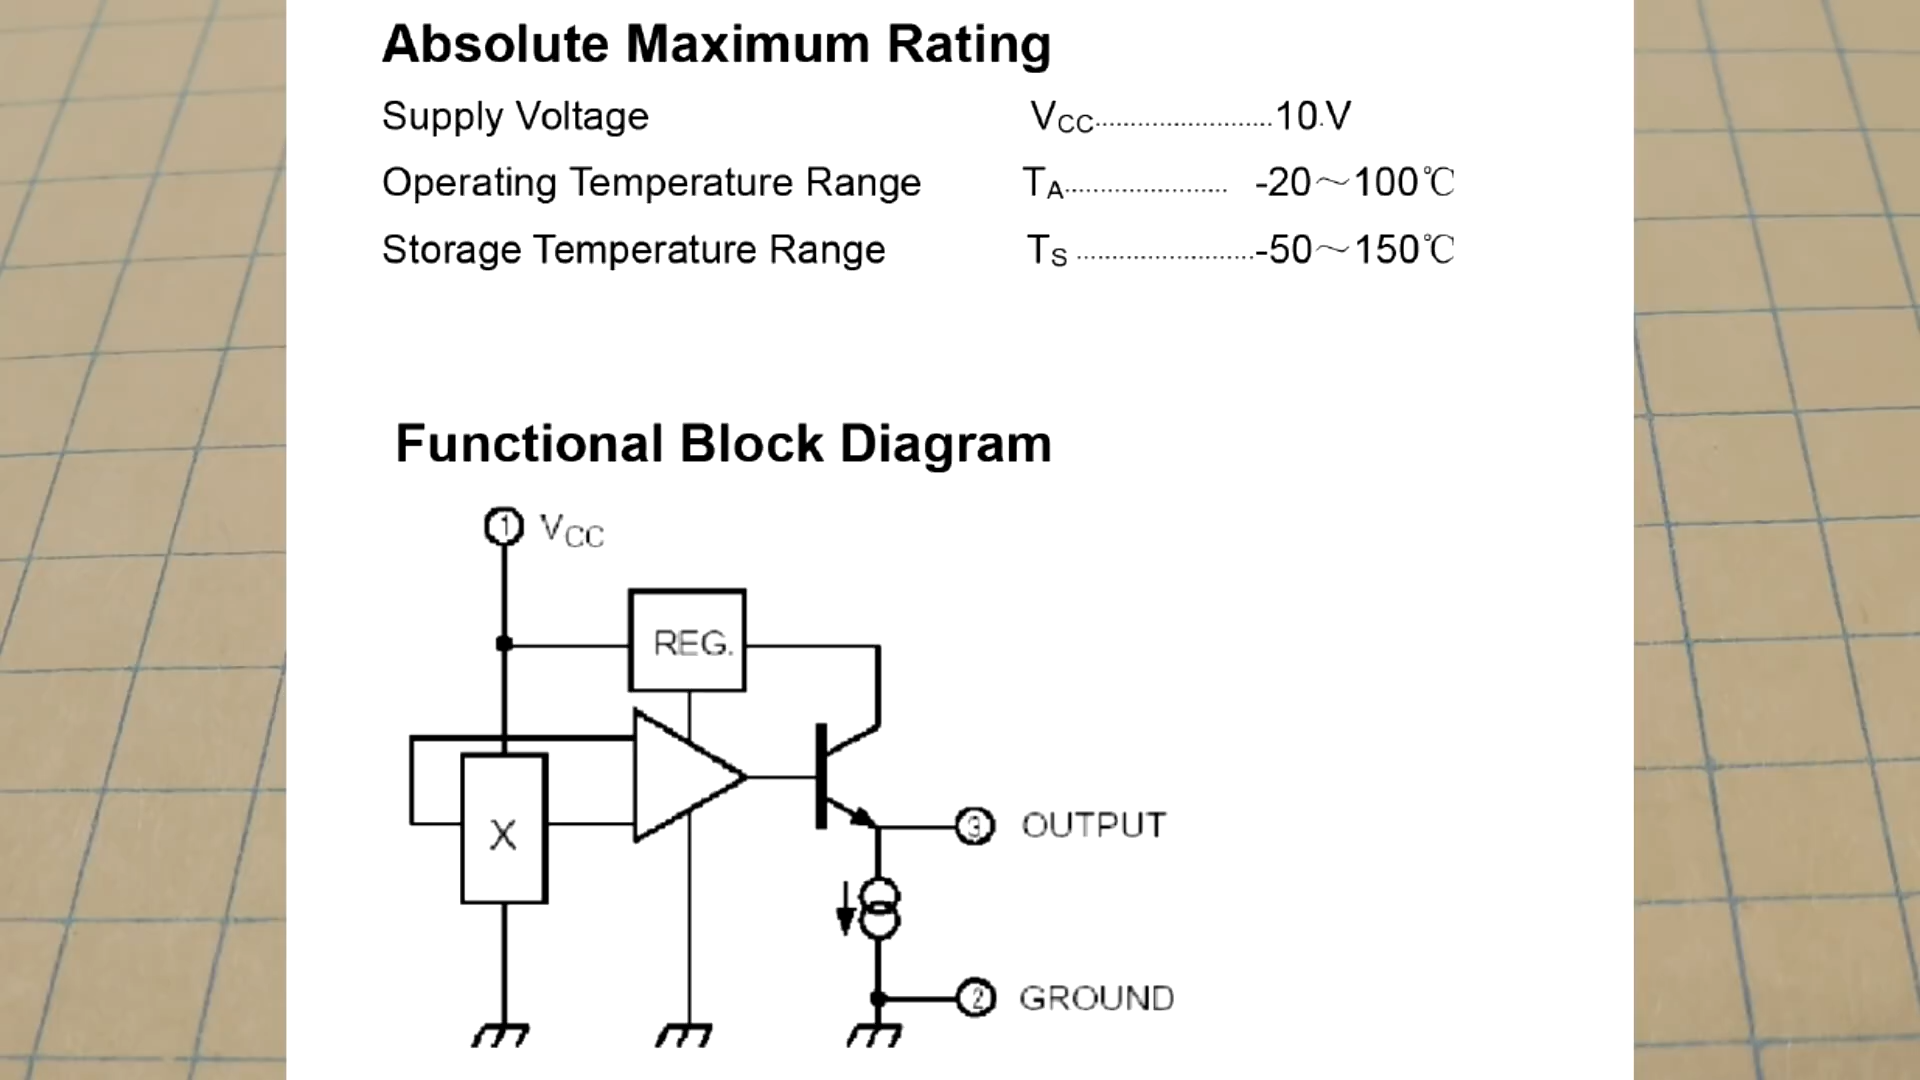 Absolute Maximum Rating
Supply Voltage VCC.........................10.V
Operating Temperature Range TA....................... -20～100℃
Storage Temperature Range TS .........................-50～150℃
Functional Block Diagram
1 VCC
REG.
X
3 OUTPUT
2 GROUND